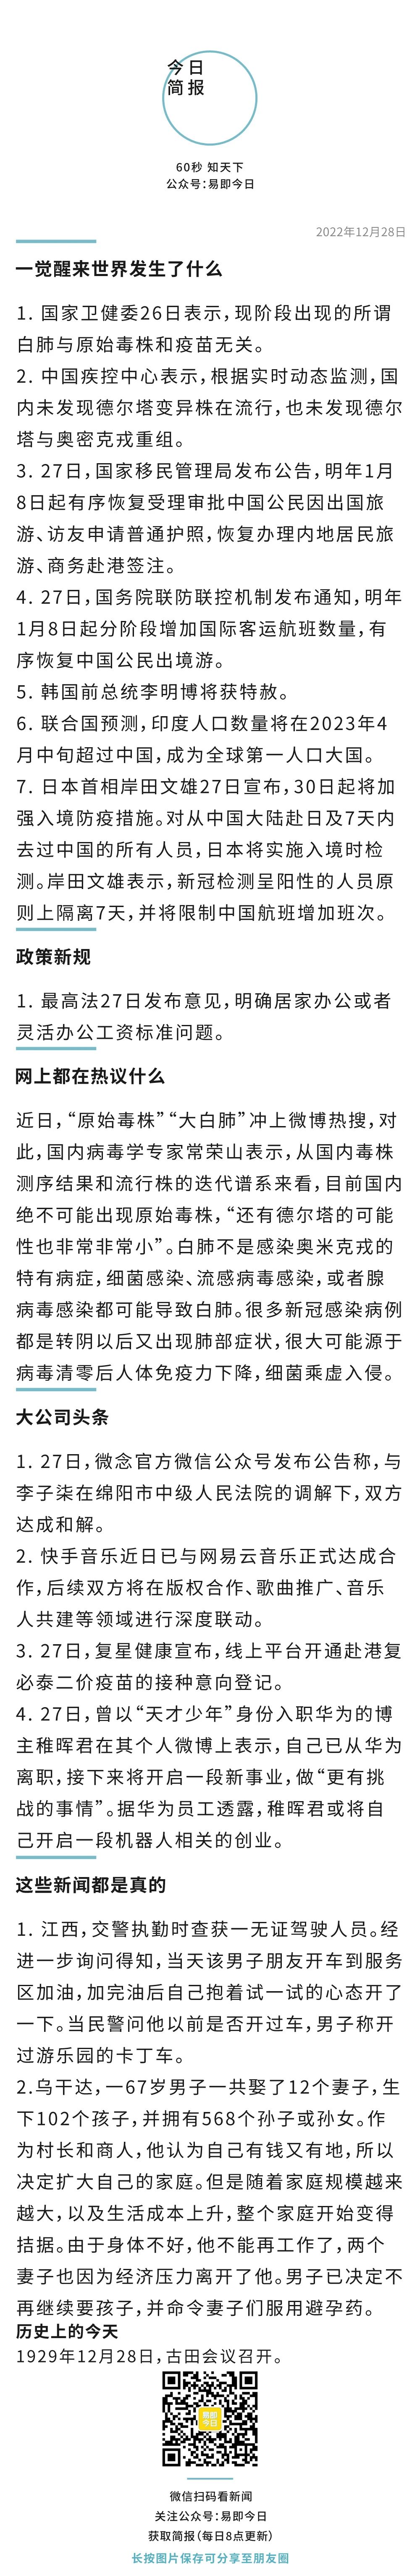 今日
简报
60秒 知天下
公众号：易即今日
2022年12月28日
一觉醒来世界发生了什么
1. 国家卫健委26日表示，现阶段出现的所谓
白肺与原始毒株和疫苗无关。
2. 中国疾控中心表示，根据实时动态监测，国
内未发现德尔塔变异株在流行，也未发现德尔
塔与奥密克戎重组。
3. 27日，国家移民管理局发布公告，明年1月
8日起有序恢复受理审批中国公民因出国旅
游、访友申请普通护照，恢复办理内地居民旅
游、商务赴港签注。
4. 27日，国务院联防联控机制发布通知，明年
1月8日起分阶段增加国际客运航班数量，有
序恢复中国公民出境游。
5. 韩国前总统李明博将获特赦。
6. 联合国预测，印度人口数量将在2023年4
月中旬超过中国，成为全球第一人口大国。
7. 日本首相岸田文雄27日宣布，30日起将加
强入境防疫措施。对从中国大陆赴日及7天内
去过中国的所有人员，日本将实施入境时检
测。岸田文雄表示，新冠检测呈阳性的人员原
则上隔离7天，并将限制中国航班增加班次。
政策新规
1. 最高法27日发布意见，明确居家办公或者
灵活办公工资标准问题。
网上都在热议什么
近日，“原始毒株”“大白肺”冲上微博热搜，对
此，国内病毒学专家常荣山表示，从国内毒株
测序结果和流行株的迭代谱系来看，目前国内
绝不可能出现原始毒株，“还有德尔塔的可能
性也非常非常小”。白肺不是感染奥米克戎的
特有病症，细菌感染、流感病毒感染，或者腺
病毒感染都可能导致白肺。很多新冠感染病例
都是转阴以后又出现肺部症状，很大可能源于
病毒清零后人体免疫力下降，细菌乘虚入侵。
大公司头条
1. 27日，微念官方微信公众号发布公告称，与
李子柒在绵阳市中级人民法院的调解下，双方
达成和解。
2. 快手音乐近日已与网易云音乐正式达成合
作，后续双方将在版权合作、歌曲推广、音乐
人共建等领域进行深度联动。
3. 27日，复星健康宣布，线上平台开通赴港复
必泰二价疫苗的接种意向登记。
4. 27日，曾以“天才少年”身份入职华为的博
主稚晖君在其个人微博上表示，自己已从华为
离职，接下来将开启一段新事业，做“更有挑
战的事情”。据华为员工透露，稚晖君或将自
己开启一段机器人相关的创业。
这些新闻都是真的
1. 江西，交警执勤时查获一无证驾驶人员。经
进一步询问得知，当天该男子朋友开车到服务
区加油，加完油后自己抱着试一试的心态开了
一下。当民警问他以前是否开过车，男子称开
过游乐园的卡丁车。
2.乌干达，一67岁男子一共娶了12个妻子，生
下102个孩子，并拥有568个孙子或孙女。作
为村长和商人，他认为自己有钱又有地，所以
决定扩大自己的家庭。但是随着家庭规模越来
越大，以及生活成本上升，整个家庭开始变得
拮据。由于身体不好，他不能再工作了，两个
妻子也因为经济压力离开了他。男子已决定不
再继续要孩子，并命令妻子们服用避孕药。
历史上的今天
1929年12月28日，古田会议召开。
易即
今日
微信扫码看新闻
关注公众号：易即今日
获取简报（每日8点更新）
长按图片保存可分享至朋友圈